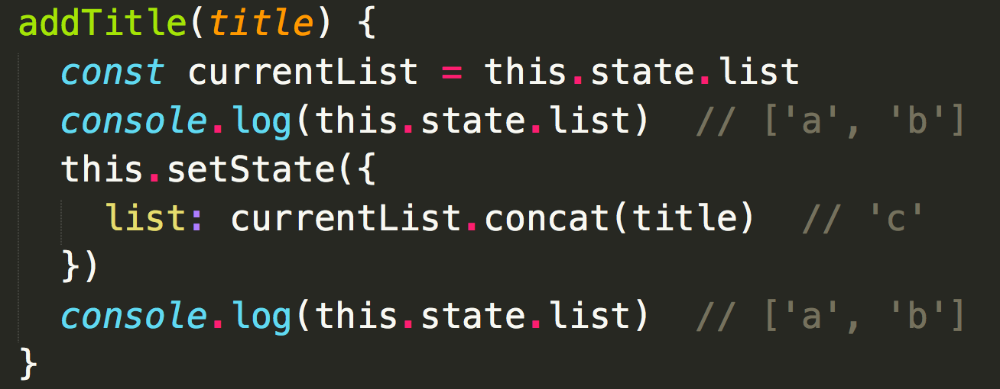 addTitle(title) {
  const currentList = this.state.list
  console.log(this.state.list)  // ['a', 'b']
  this.setState({
    list: currentList.concat(title)  // 'c'
  })
  console.log(this.state.list)  // ['a', 'b']
}